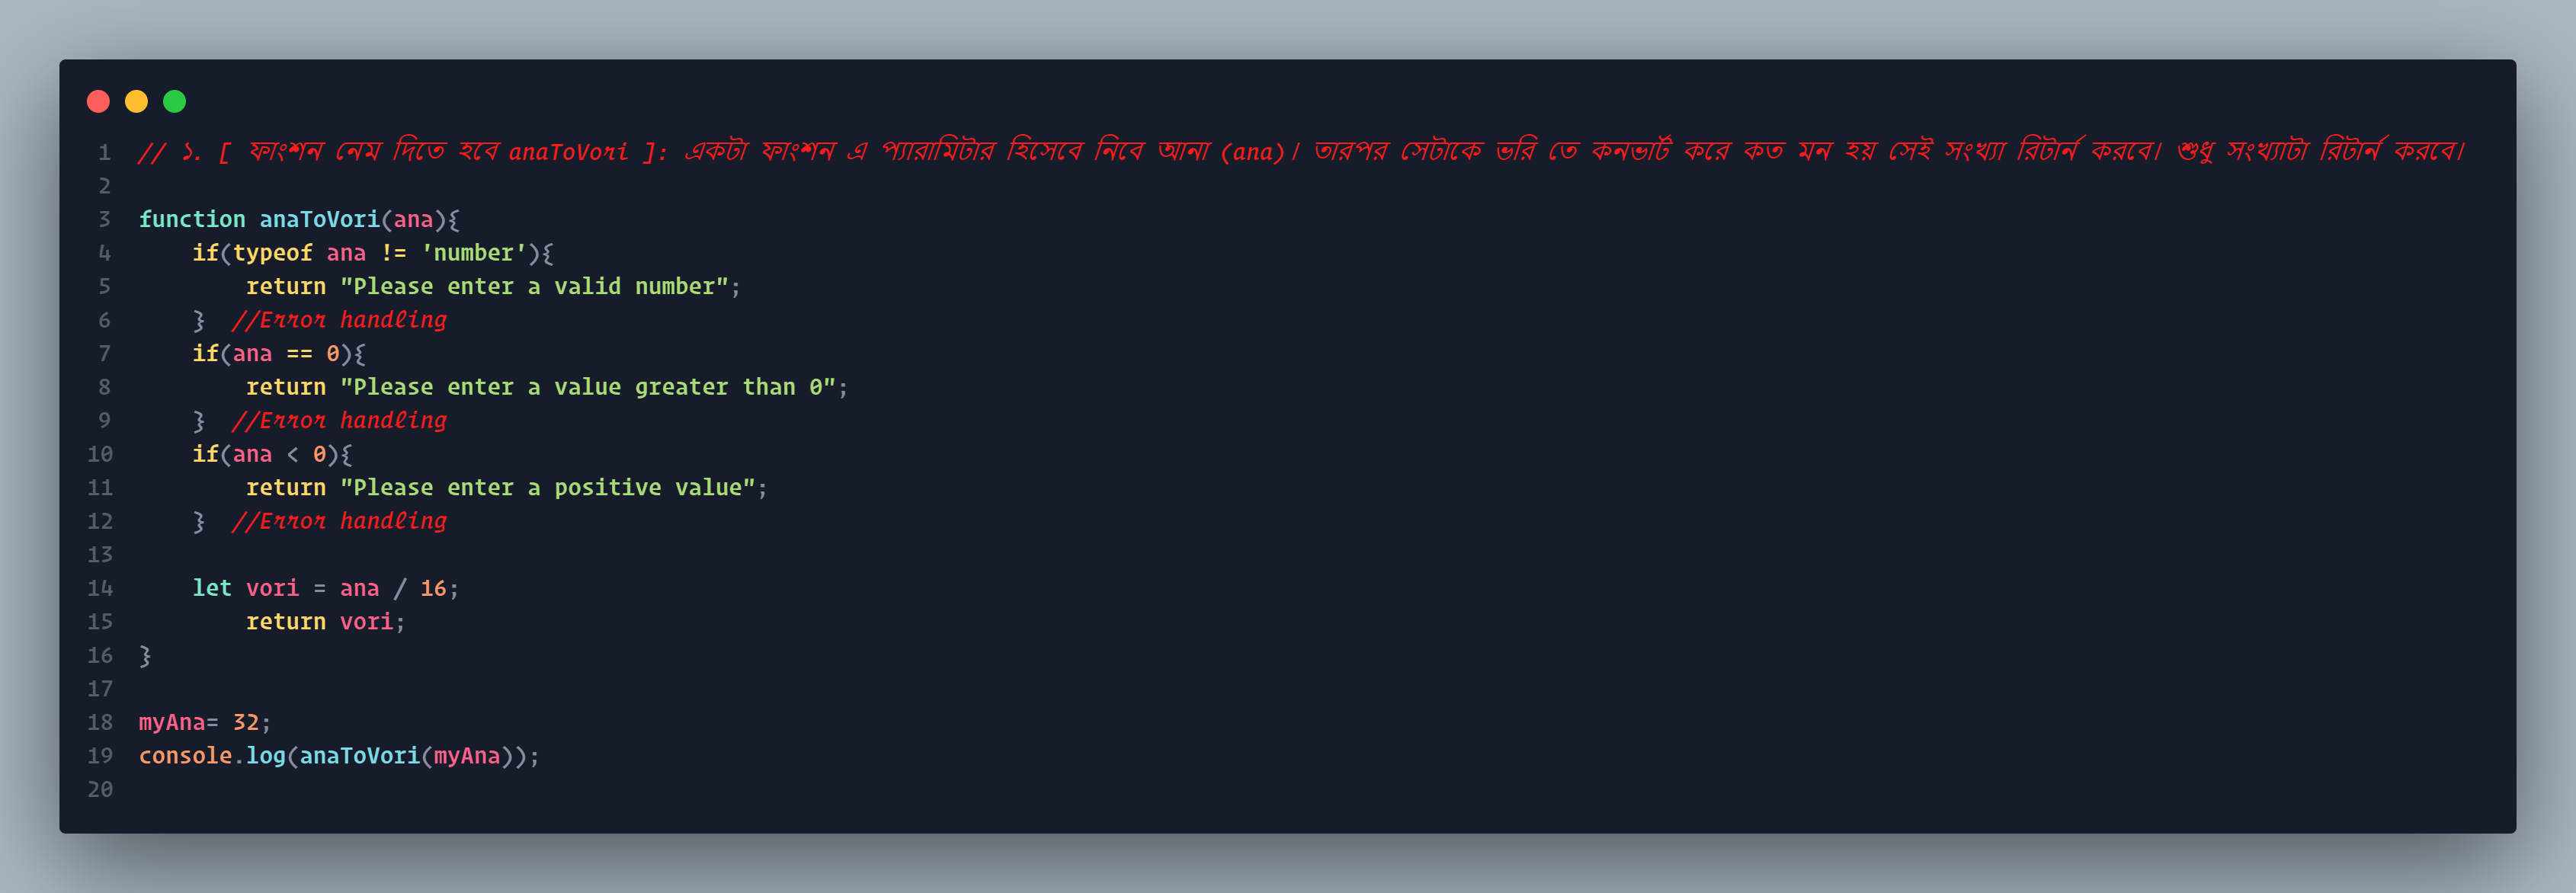 1 // ১. [ ফাংশন নেম দিতে হবে anaToVori ]: একটা ফাংশন এ প্যারামিটার হিসেবে নিবে আনা (ana)। তারপর সেটাকে ভরি তে কনভার্ট করে কত মন হয় সেই সংখ্যা রিটার্ন করবে। শুধু সংখ্যাটা রিটার্ন করবে।
2
3 function anaToVori(ana){
4     if(typeof ana != 'number'){
5         return "Please enter a valid number";
6     }  //Error handling
7     if(ana == 0){
8         return "Please enter a value greater than 0";
9     }  //Error handling
10     if(ana < 0){
11         return "Please enter a positive value";
12     }  //Error handling
13
14     let vori = ana / 16;
15         return vori;
16 }
17
18 myAna= 32;
19 console.log(anaToVori(myAna));
20